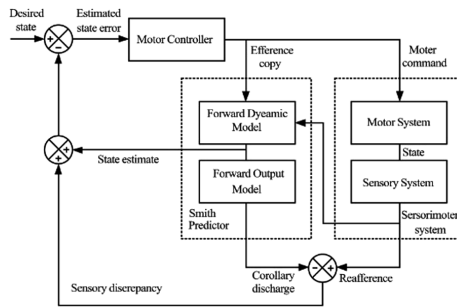 Desired
state
Estimated
state error
Motor Controller
Efference
copy
Moter
command
Forward Dyeamic
Model
Motor System
State
State estimate
Forward Output
Model
Sensory System
Smith
Predictor
Sersorimoter
system
Corollary
discharge
Reafference
Sensory discrepancy